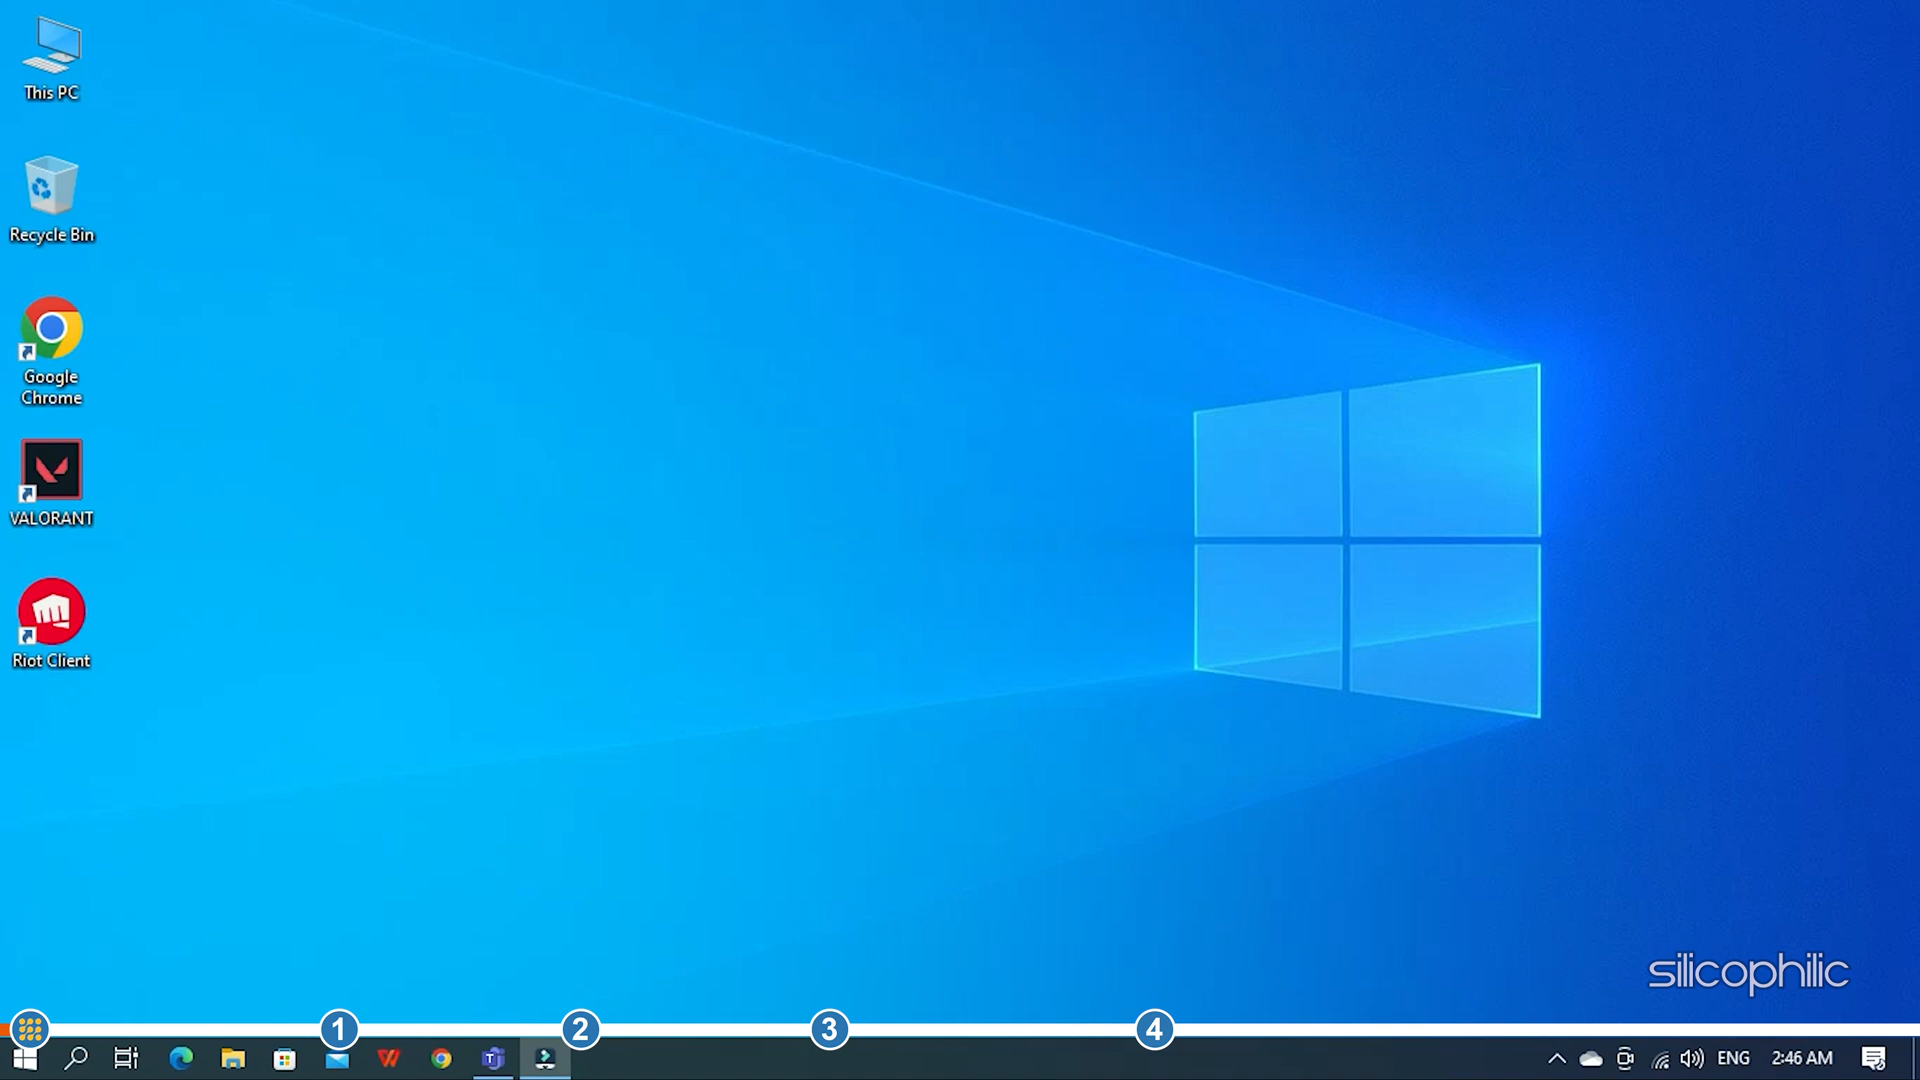 This PC
Recycle Bin
Google
Chrome
VALORANT
Riot Client
silicophilic
1
2
3
4
ENG
2:46 AM